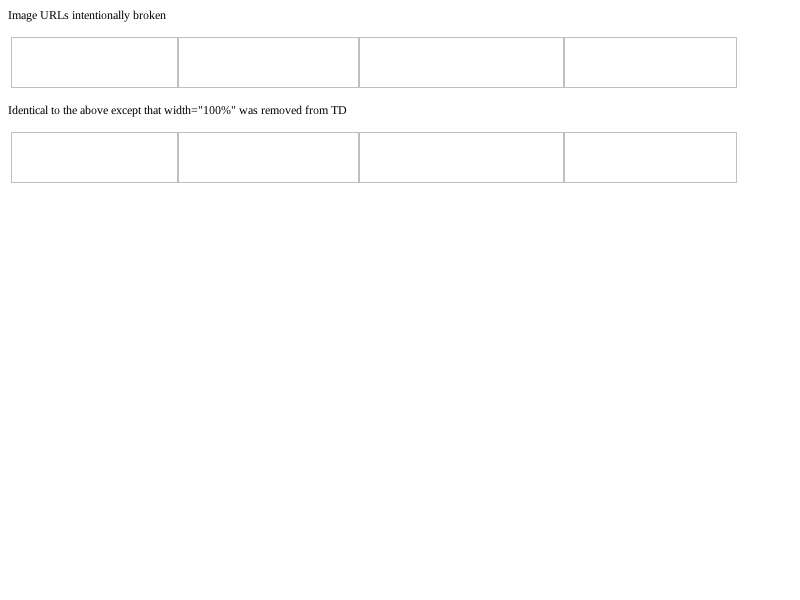 Image URLs intentionally broken
Identical to the above except that width="100%" was removed from TD